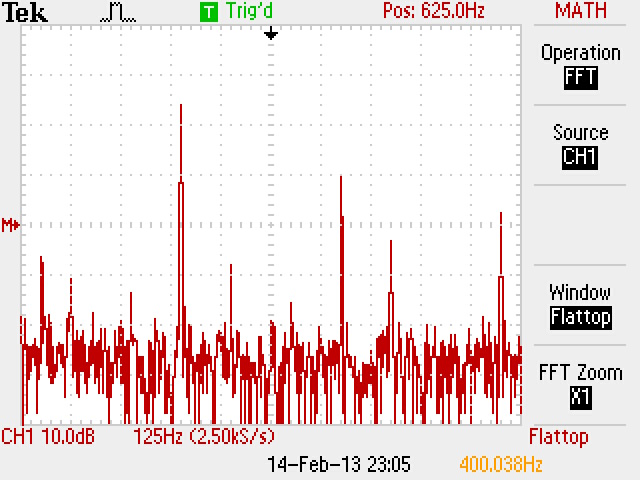 Tek T Trig'd Pos: 625.0Hz MATH
Operation
FFT
Source
CH1
M
Window
Flattop
FFT Zoom
X1
CH1 10.0dB 125Hz (2.50kS/s) Flattop
14-Feb-13 23:05 400.038Hz